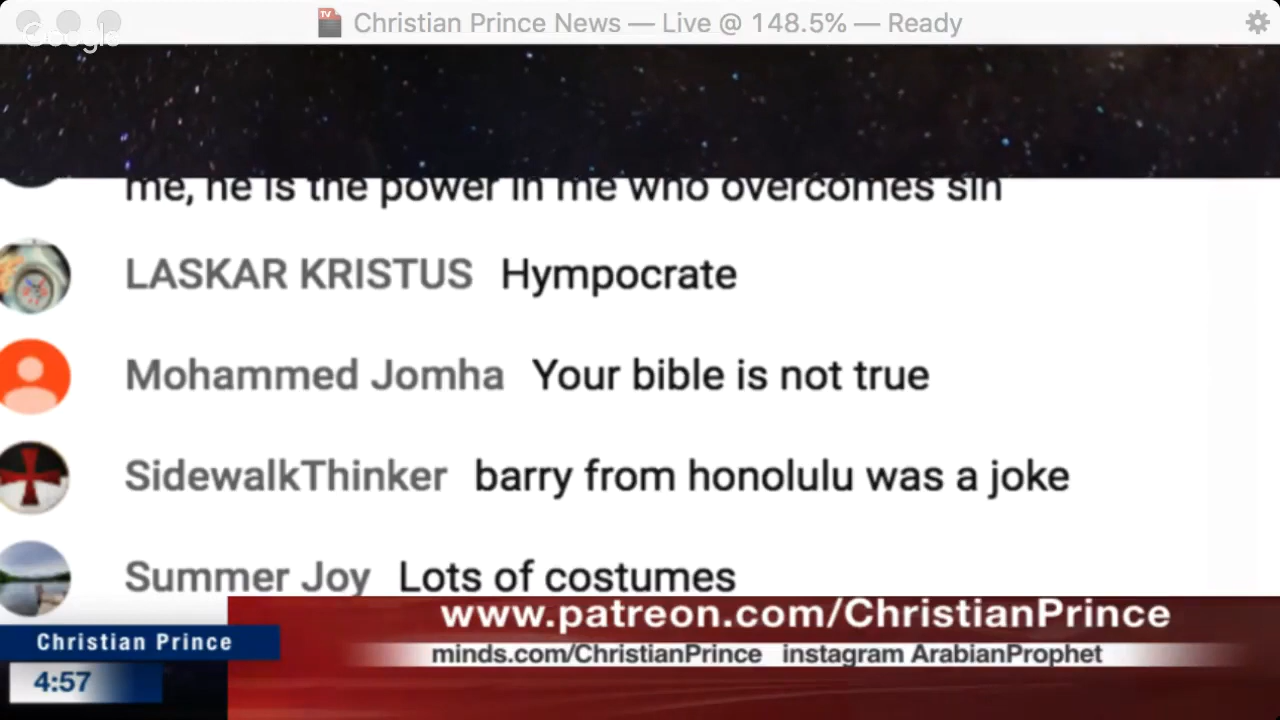 Christian Prince News — Live @ 148.5% — Ready
Google
TV
me, he is the power in me who overcomes sin
LASKAR KRISTUS Hympocrate
Mohammed Jomha Your bible is not true
SidewalkThinker barry from honolulu was a joke
Summer Joy Lots of costumes
www.patreon.com/ChristianPrince
Christian Prince
minds.com/ChristianPrince instagram ArabianProphet
4:57